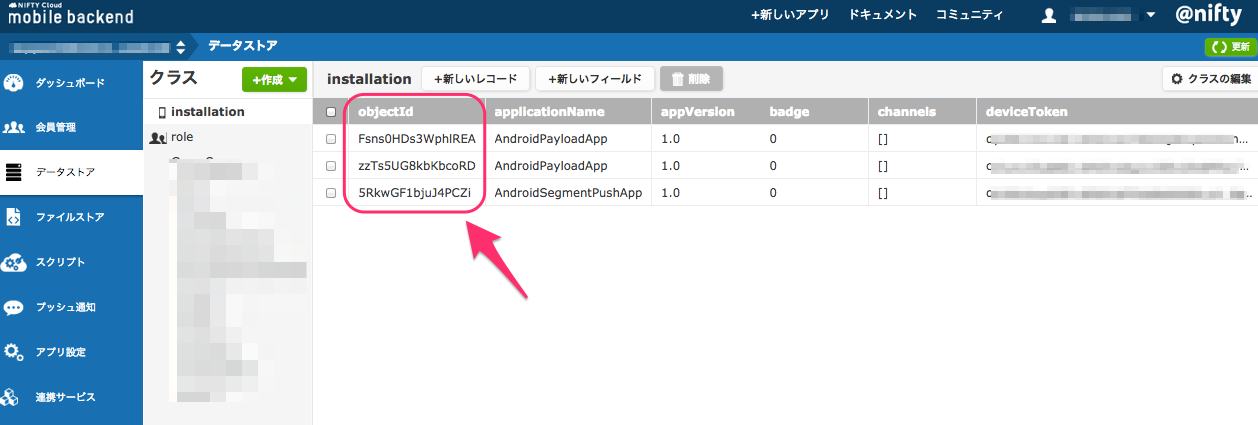 NIFTY Cloud
mobile backend
+新しいアプリ ドキュメント コミュニティ @nifty
データストア 更新
ダッシュボード
会員管理
データストア
ファイルストア
スクリプト
プッシュ通知
アプリ設定
連携サービス
クラス +作成
installation
role
installation +新しいレコード +新しいフィールド 削除 クラスの編集
objectId applicationName appVersion badge channels deviceToken
Fsns0HDs3WphlREA AndroidPayloadApp 1.0 0 []
zzTs5UG8kbKbcoRD AndroidPayloadApp 1.0 0 []
5RkwGF1bjuJ4PCZi AndroidSegmentPushApp 1.0 0 []